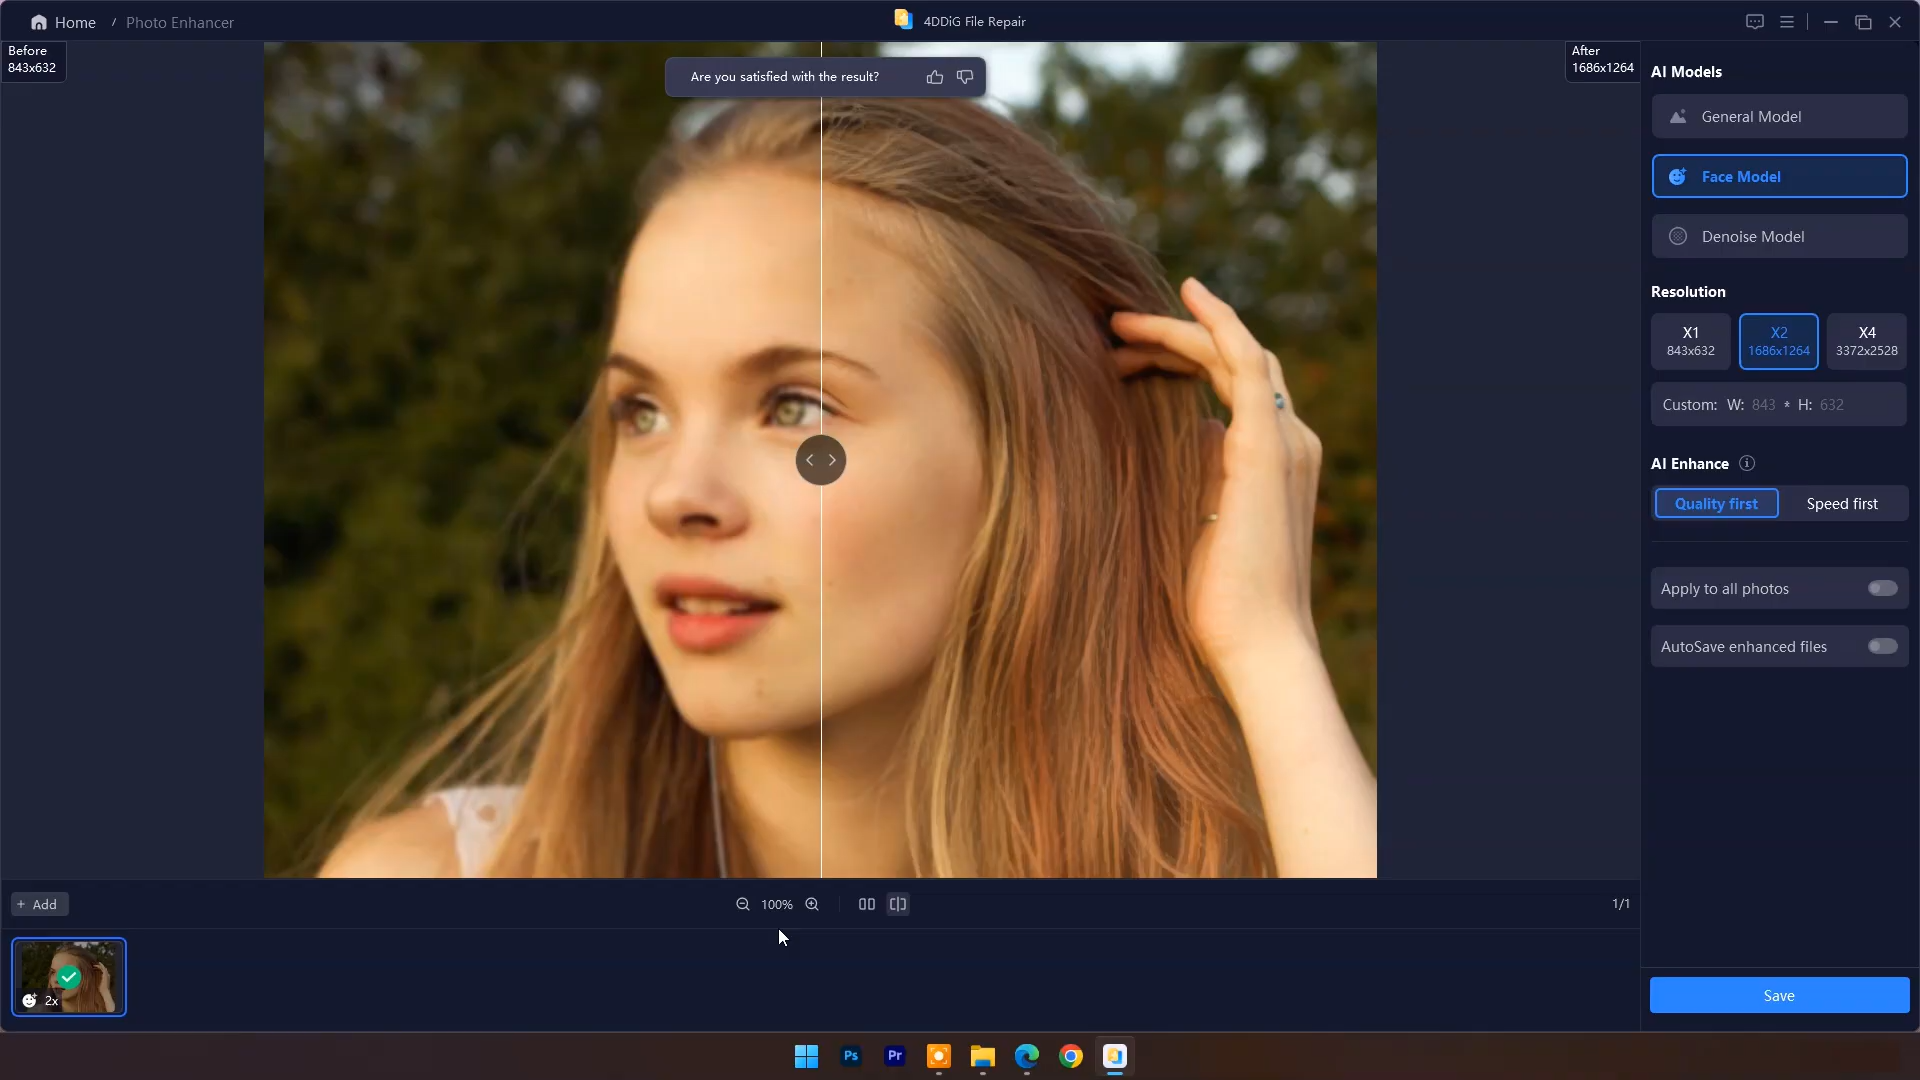 Home / Photo Enhancer
4DDiG File Repair
Before
843x632
Are you satisfied with the result?
After
1686x1264
AI Models
General Model
Face Model
Denoise Model
Resolution
X1
843x632
X2
1686x1264
X4
3372x2528
Custom: W: 843 * H: 632
AI Enhance
Quality first
Speed first
Apply to all photos
AutoSave enhanced files
+ Add
100%
1/1
2x
Save
Ps
Pr